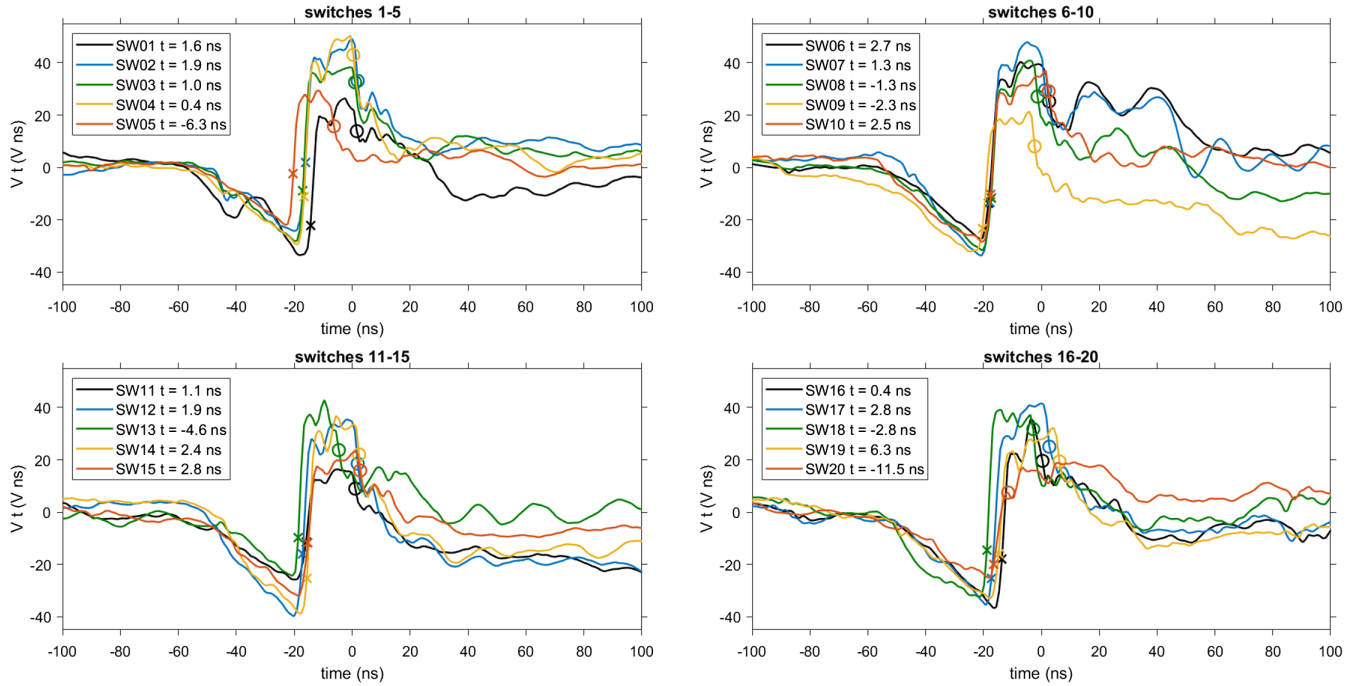 switches 1-5
SW01 t = 1.6 ns
SW02 t = 1.9 ns
SW03 t = 1.0 ns
SW04 t = 0.4 ns
SW05 t = -6.3 ns
40
20
0
-20
-40
V t (V ns)
-100 -80 -60 -40 -20 0 20 40 60 80 100
time (ns)
switches 6-10
SW06 t = 2.7 ns
SW07 t = 1.3 ns
SW08 t = -1.3 ns
SW09 t = -2.3 ns
SW10 t = 2.5 ns
40
20
0
-20
-40
V t (V ns)
-100 -80 -60 -40 -20 0 20 40 60 80 100
time (ns)
switches 11-15
SW11 t = 1.1 ns
SW12 t = 1.9 ns
SW13 t = -4.6 ns
SW14 t = 2.4 ns
SW15 t = 2.8 ns
40
20
0
-20
-40
V t (V ns)
-100 -80 -60 -40 -20 0 20 40 60 80 100
time (ns)
switches 16-20
SW16 t = 0.4 ns
SW17 t = 2.8 ns
SW18 t = -2.8 ns
SW19 t = 6.3 ns
SW20 t = -11.5 ns
40
20
0
-20
-40
V t (V ns)
-100 -80 -60 -40 -20 0 20 40 60 80 100
time (ns)